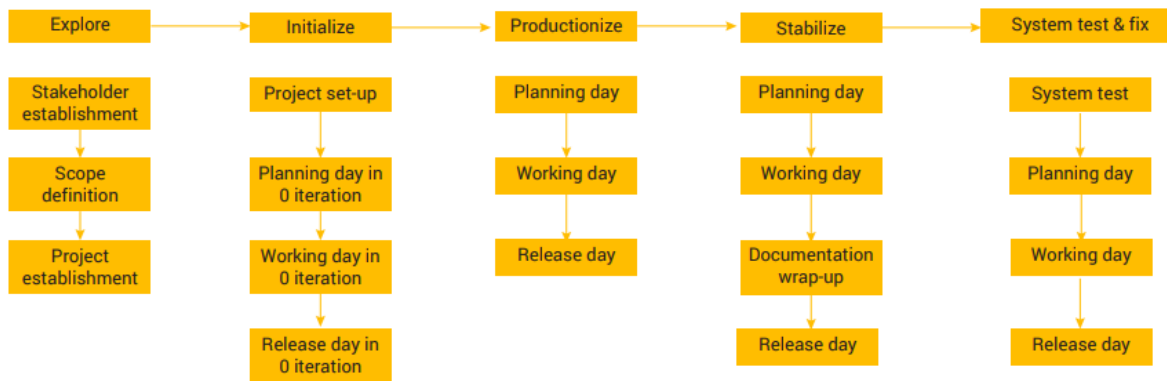 Explore
Initialize
Productionize
Stabilize
System test & fix
Stakeholder
establishment
Scope
definition
Project
establishment
Project set-up
Planning day in
0 iteration
Working day in
0 iteration
Release day in
0 iteration
Planning day
Working day
Release day
Planning day
Working day
Documentation
wrap-up
Release day
System test
Planning day
Working day
Release day